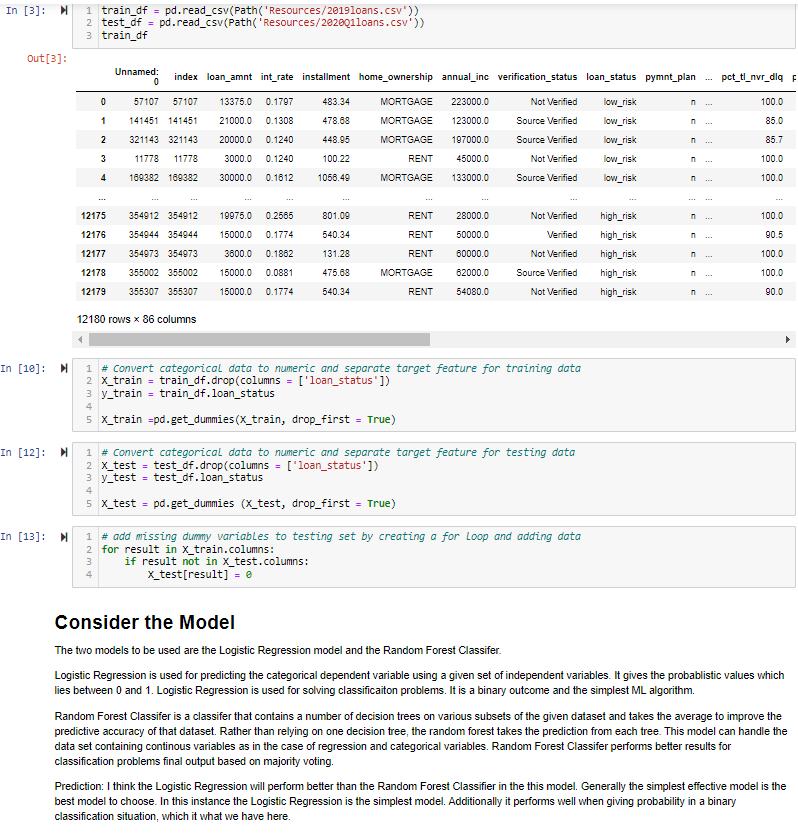 In [3]: 1 train_df = pd.read_csv(Path('Resources/2019loans.csv'))
2 test_df = pd.read_csv(Path('Resources/2020Q1loans.csv'))
3 train_df
Out[3]:
Unnamed: 0 index loan_amnt int_rate installment home_ownership annual_inc verification_status loan_status pymnt_plan ... pct_tl_nvr_dlq p
0 57107 57107 13375.0 0.1797 483.34 MORTGAGE 223000.0 Not Verified low_risk n ... 100.0
1 141451 141451 21000.0 0.1308 478.68 MORTGAGE 123000.0 Source Verified low_risk n ... 85.0
2 321143 321143 20000.0 0.1240 448.95 MORTGAGE 197000.0 Source Verified low_risk n ... 85.7
3 11778 11778 3000.0 0.1240 100.22 RENT 45000.0 Not Verified low_risk n ... 100.0
4 169382 169382 30000.0 0.1612 1056.49 MORTGAGE 133000.0 Source Verified low_risk n ... 100.0
... ... ... ... ... ... ... ... ... ... ... ... ...
12175 354912 354912 19975.0 0.2565 801.09 RENT 28000.0 Not Verified high_risk n ... 100.0
12176 354944 354944 15000.0 0.1774 540.34 RENT 50000.0 Verified high_risk n ... 90.5
12177 354973 354973 3600.0 0.1862 131.28 RENT 60000.0 Not Verified high_risk n ... 100.0
12178 355002 355002 15000.0 0.0881 475.68 MORTGAGE 62000.0 Source Verified high_risk n ... 100.0
12179 355307 355307 15000.0 0.1774 540.34 RENT 54080.0 Not Verified high_risk n ... 90.0
12180 rows × 86 columns
In [10]: 1 # Convert categorical data to numeric and separate target feature for training data
2 X_train = train_df.drop(columns = ['loan_status'])
3 y_train = train_df.loan_status
4
5 X_train =pd.get_dummies(X_train, drop_first = True)
In [12]: 1 # Convert categorical data to numeric and separate target feature for testing data
2 X_test = test_df.drop(columns = ['loan_status'])
3 y_test = test_df.loan_status
4
5 X_test = pd.get_dummies (X_test, drop_first = True)
In [13]: 1 # add missing dummy variables to testing set by creating a for loop and adding data
2 for result in X_train.columns:
3 if result not in X_test.columns:
4 X_test[result] = 0
Consider the Model
The two models to be used are the Logistic Regression model and the Random Forest Classifer.
Logistic Regression is used for predicting the categorical dependent variable using a given set of independent variables. It gives the probablistic values which
lies between 0 and 1. Logistic Regression is used for solving classificaiton problems. It is a binary outcome and the simplest ML algorithm.
Random Forest Classifer is a classifer that contains a number of decision trees on various subsets of the given dataset and takes the average to improve the
predictive accuracy of that dataset. Rather than relying on one decision tree, the random forest takes the prediction from each tree. This model can handle the
data set containing continous variables as in the case of regression and categorical variables. Random Forest Classifer performs better results for
classification problems final output based on majority voting.
Prediction: I think the Logistic Regression will perform better than the Random Forest Classifier in the this model. Generally the simplest effective model is the
best model to choose. In this instance the Logistic Regression is the simplest model. Additionally it performs well when giving probability in a binary
classification situation, which it what we have here.